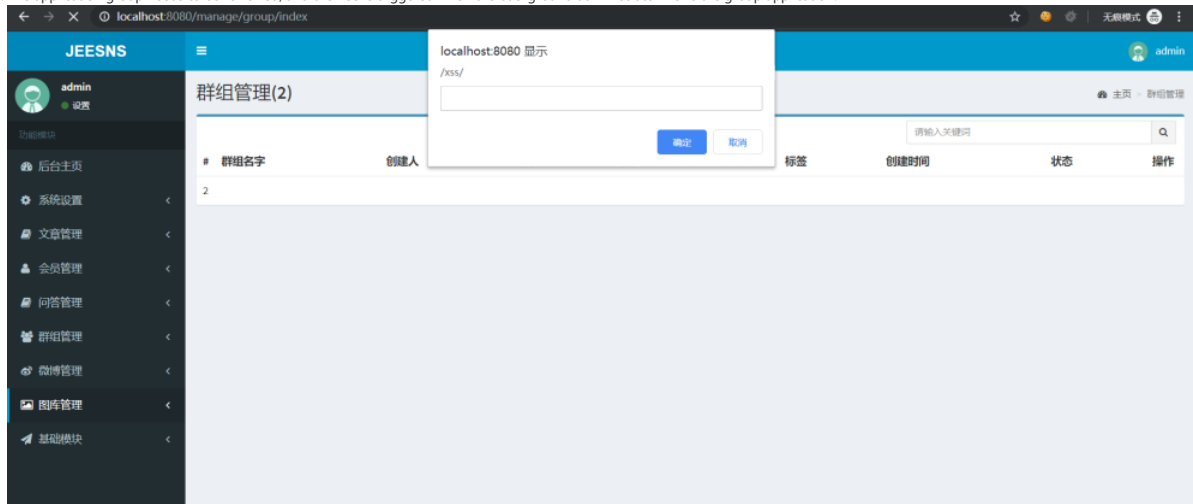 localhost:8080/manage/group/index
无痕模式
JEESNS
admin
admin
设置
localhost:8080 显示
/xss/
确定 取消
群组管理(2)
主页 > 群组管理
功能模块
请输入关键词
# 群组名字 创建人 标签 创建时间 状态 操作
2
后台主页
系统设置
文章管理
会员管理
问答管理
群组管理
微博管理
图库管理
基础模块